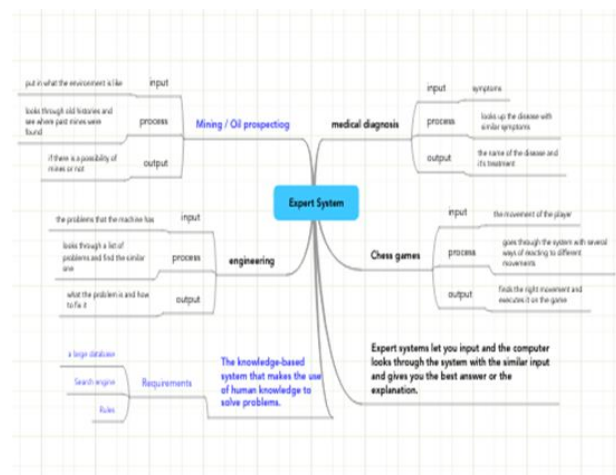 Expert System
Mining / Oil prospectiog
input
put in what the environment is like
process
looks through old histories and
see where past mines were
found
output
if there is a possibility of
mines or not
engineering
input
the problems that the machine has
process
looks through a list of
problems and find the similar
one
output
what the problem is and how
to fix it
The knowledge-based
system that makes the use
of human knowledge to
solve problems.
Requirements
a large database
Search engine
Rules
medical diagnosis
input
symptoms
process
looks up the disease with
similar symptoms
output
the name of the disease and
it's treatment
Chess games
input
the movement of the player
process
goes through the system with several
ways of reacting to different
movements
output
finds the right movement and
executes it on the game
Expert systems let you input and the computer
looks through the system with the similar input
and gives you the best answer or the
explanation.